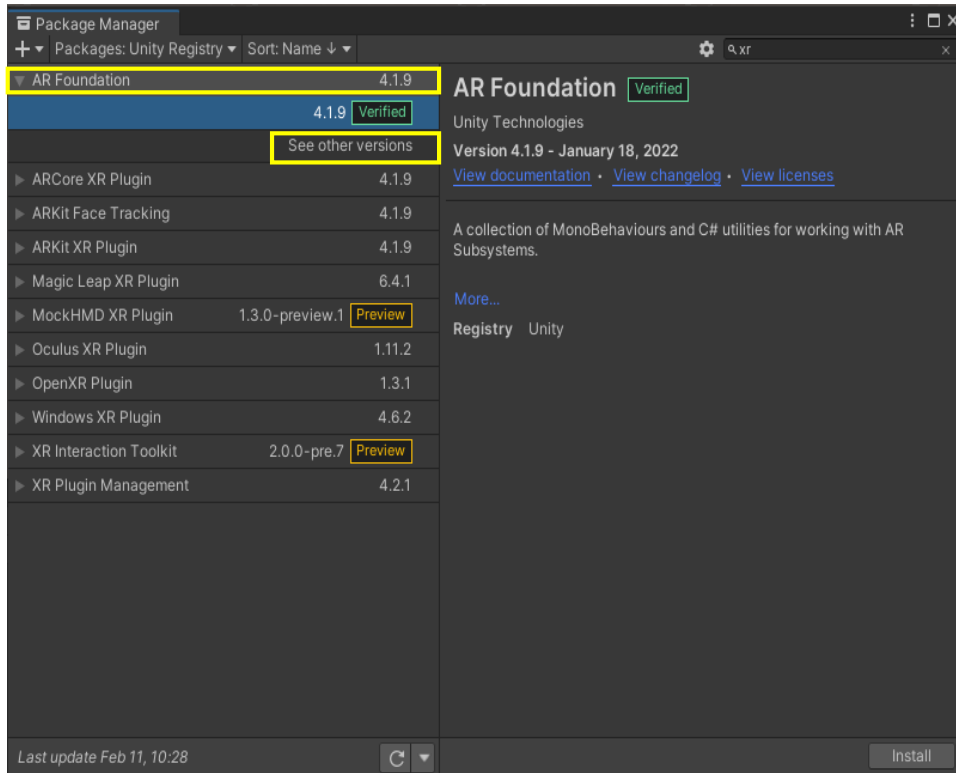 Package Manager
Packages: Unity Registry Sort: Name ↓ xr
AR Foundation 4.1.9
4.1.9 Verified
See other versions
ARCore XR Plugin 4.1.9
ARKit Face Tracking 4.1.9
ARKit XR Plugin 4.1.9
Magic Leap XR Plugin 6.4.1
MockHMD XR Plugin 1.3.0-preview.1 Preview
Oculus XR Plugin 1.11.2
OpenXR Plugin 1.3.1
Windows XR Plugin 4.6.2
XR Interaction Toolkit 2.0.0-pre.7 Preview
XR Plugin Management 4.2.1
Last update Feb 11, 10:28
AR Foundation Verified
Unity Technologies
Version 4.1.9 - January 18, 2022
View documentation • View changelog • View licenses
A collection of MonoBehaviours and C# utilities for working with AR
Subsystems.
More...
Registry Unity
Install